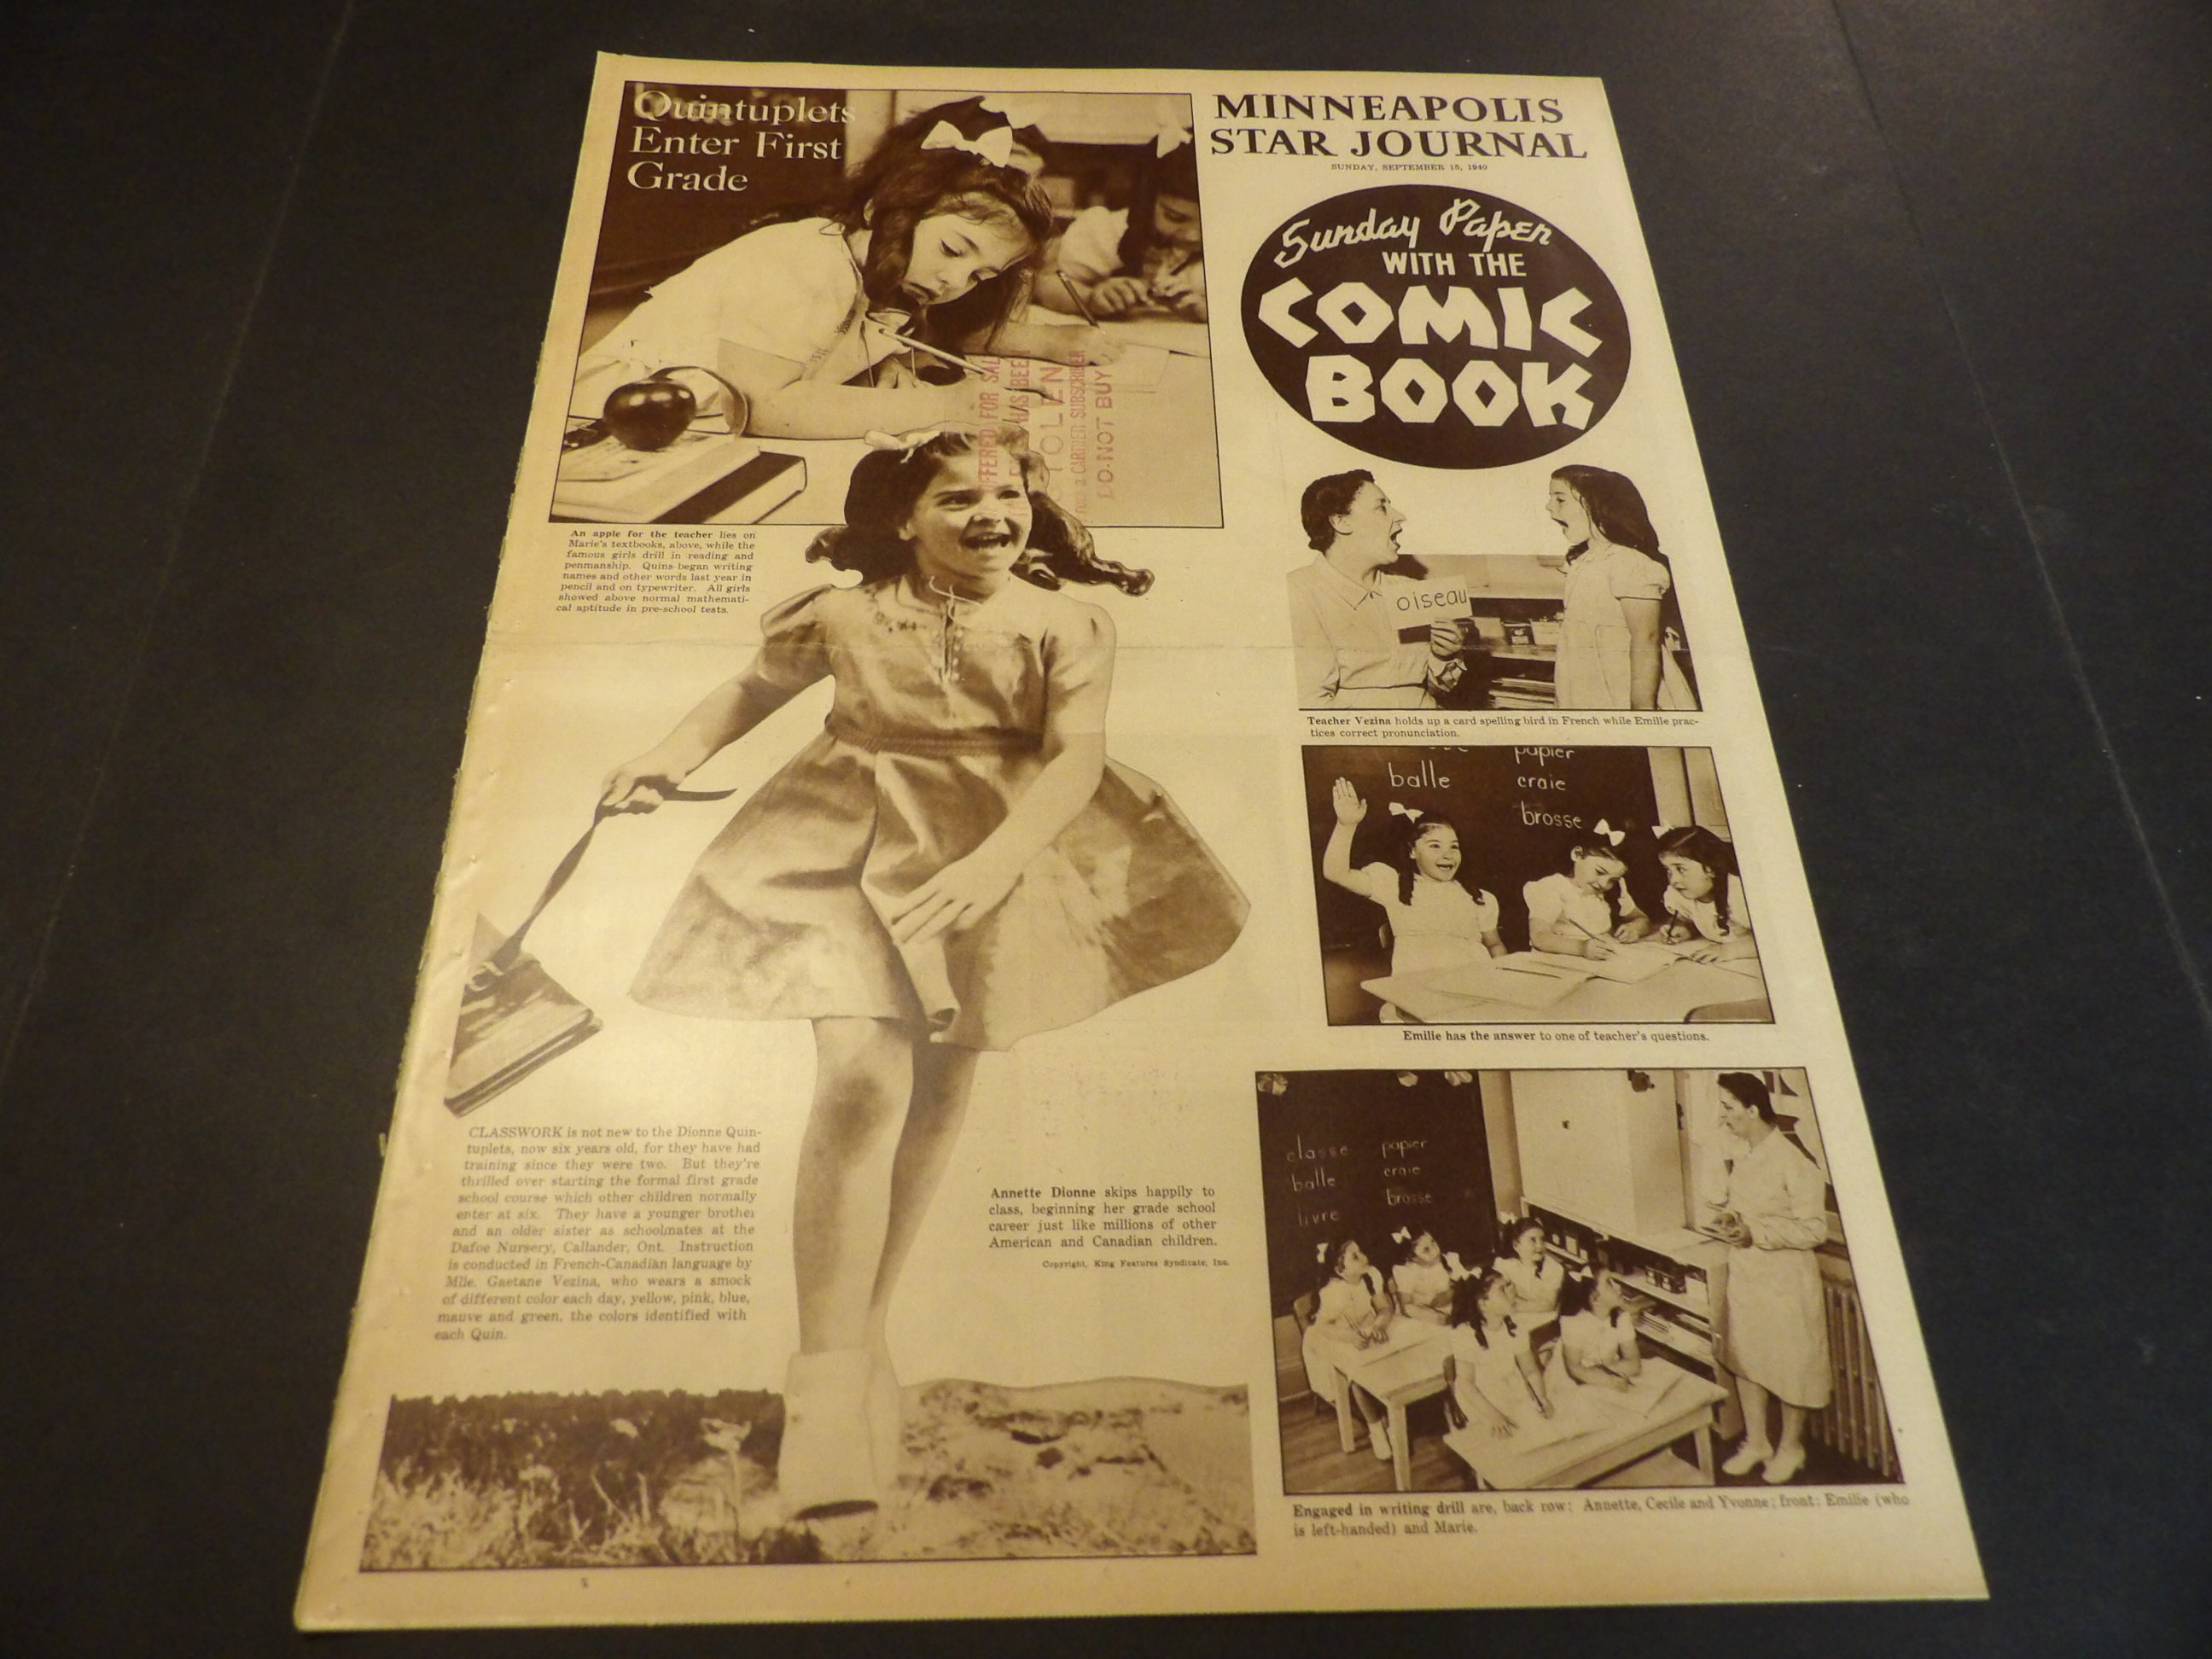 Quintuplets
Enter First
Grade
MINNEAPOLIS
STAR JOURNAL
SUNDAY, SEPTEMBER 15, 1940
Sunday Paper
WITH THE
COMIC
BOOK
FOR SAL
HAS BEE
CARRIER SUBSCRIBER
DO NOT BUY
An apple for the teacher lies on
Marie's textbooks, above, while the
famous girls drill in reading and
penmanship. Quins began writing
names and other words last year in
pencil and on typewriter. All girls
showed above normal mathemati-
cal aptitude in pre-school tests.
oiseau
Teacher Vezina holds up a card spelling bird in French while Emilie prac-
tices correct pronunciation.
papier
balle
craie
brosse
Emilie has the answer to one of teacher's questions.
classe papier
balle craie
brosse
livre
Engaged in writing drill are, back row: Annette, Cecile and Yvonne; front: Emilie (who
is left-handed) and Marie.
CLASSWORK is not new to the Dionne Quin-
tuplets, now six years old, for they have had
training since they were two. But they're
thrilled over starting the formal first grade
school course which other children normally
enter at six. They have a younger brother
and an older sister as schoolmates at the
Dafoe Nursery, Callander, Ont. Instruction
is conducted in French-Canadian language by
Mlle. Gaetane Vezina, who wears a smock
of different color each day, yellow, pink, blue,
mauve and green, the colors identified with
each Quin.
Annette Dionne skips happily to
class, beginning her grade school
career just like millions of other
American and Canadian children.
Copyright, King Features Syndicate, Inc.